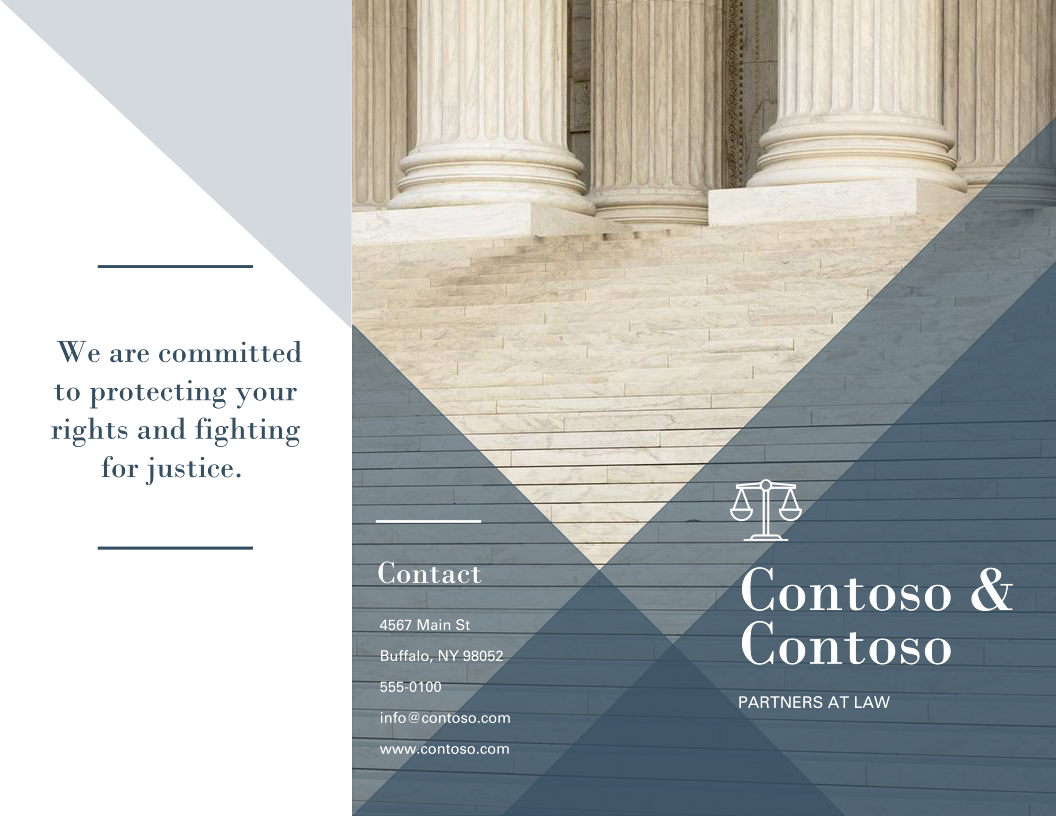 We are committed
to protecting your
rights and fighting
for justice.
Contact
4567 Main St
Buffalo, NY 98052
555-0100
info@contoso.com
www.contoso.com
Contoso &
Contoso
PARTNERS AT LAW